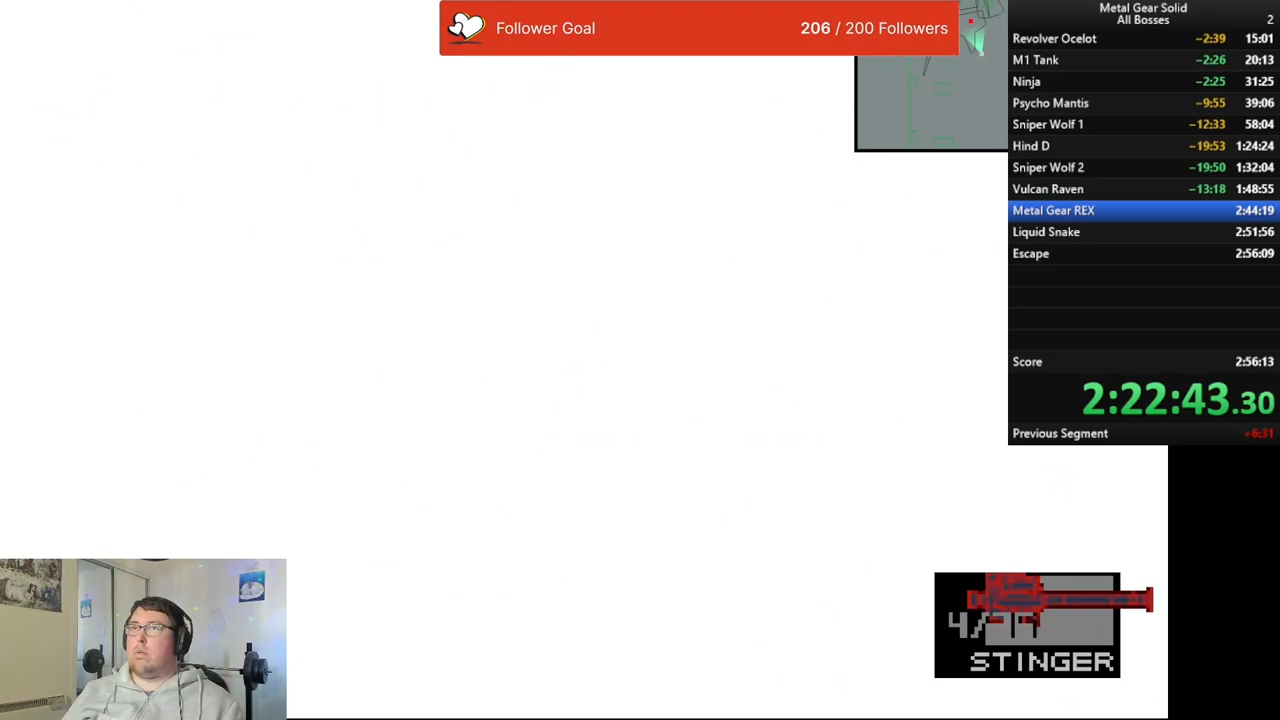 Follower Goal 206 / 200 Followers
Metal Gear Solid
All Bosses 2
Revolver Ocelot −2:39 15:01
M1 Tank −2:26 20:13
Ninja −2:25 31:25
Psycho Mantis −9:55 39:06
Sniper Wolf 1 −12:33 58:04
Hind D −19:53 1:24:24
Sniper Wolf 2 −19:50 1:32:04
Vulcan Raven −13:18 1:48:55
Metal Gear REX 2:44:19
Liquid Snake 2:51:56
Escape 2:56:09
Score 2:56:13
2:22:43.30
Previous Segment +6:31
STINGER